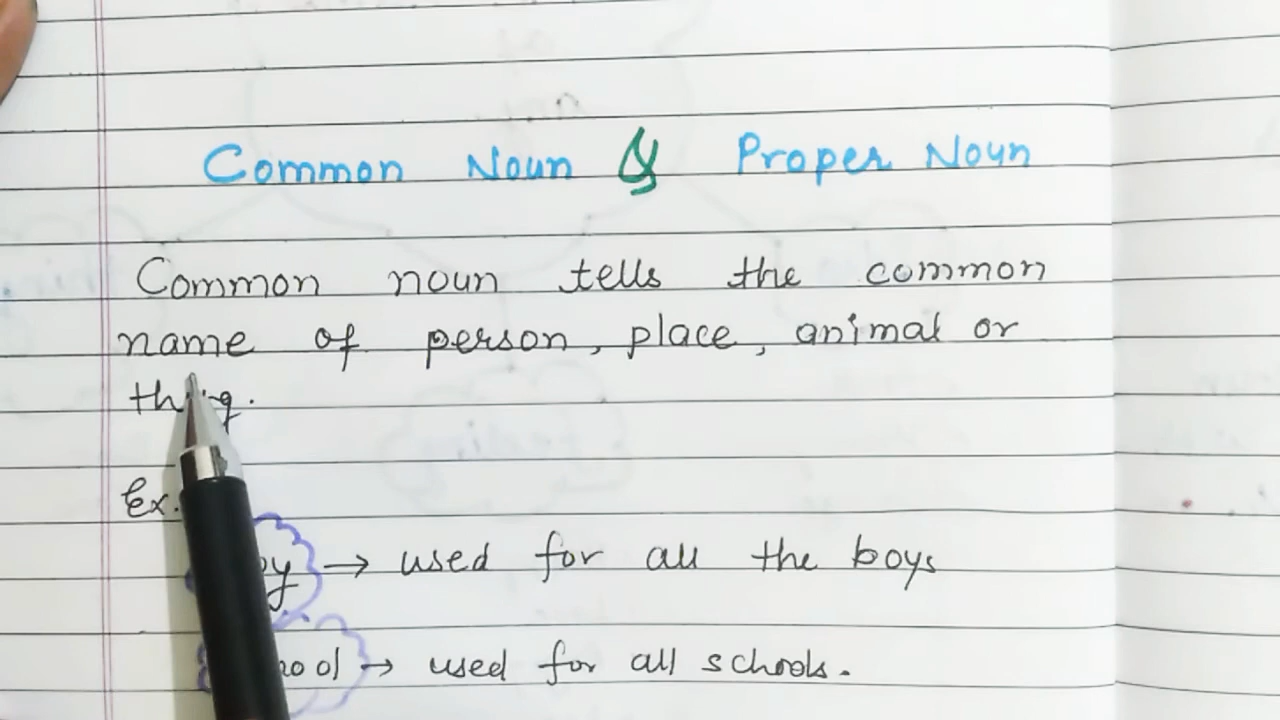 Common Noun & Proper Noun
Common noun tells the common
name of person, place, animal or
thing.
Ex.
→ used for all the boys
→ used for all schools.